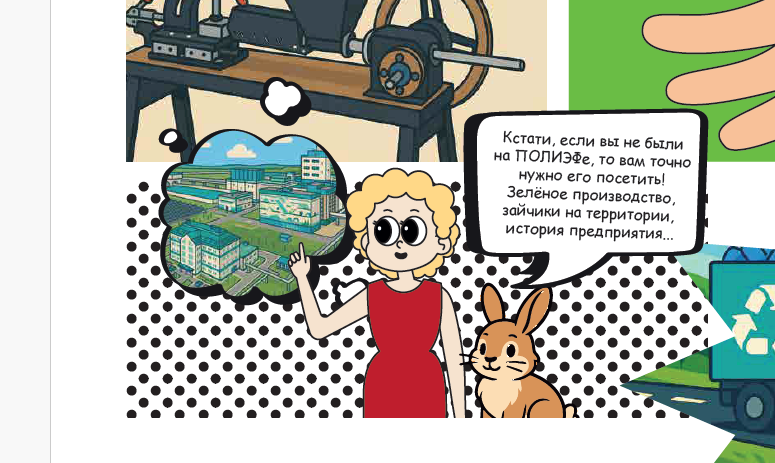 Кстати, если вы не были
на ПОЛИЭФе, то вам точно
нужно его посетить!
Зелёное производство,
зайчики на территории,
история предприятия...